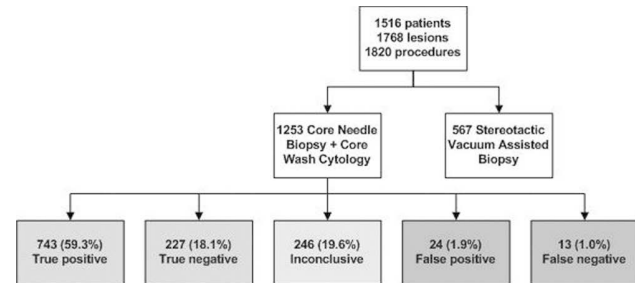 1516 patients
1768 lesions
1820 procedures
1253 Core Needle
Biopsy + Core
Wash Cytology
567 Stereotactic
Vacuum Assisted
Biopsy
743 (59.3%)
True positive
227 (18.1%)
True negative
246 (19.6%)
Inconclusive
24 (1.9%)
False positive
13 (1.0%)
False negative